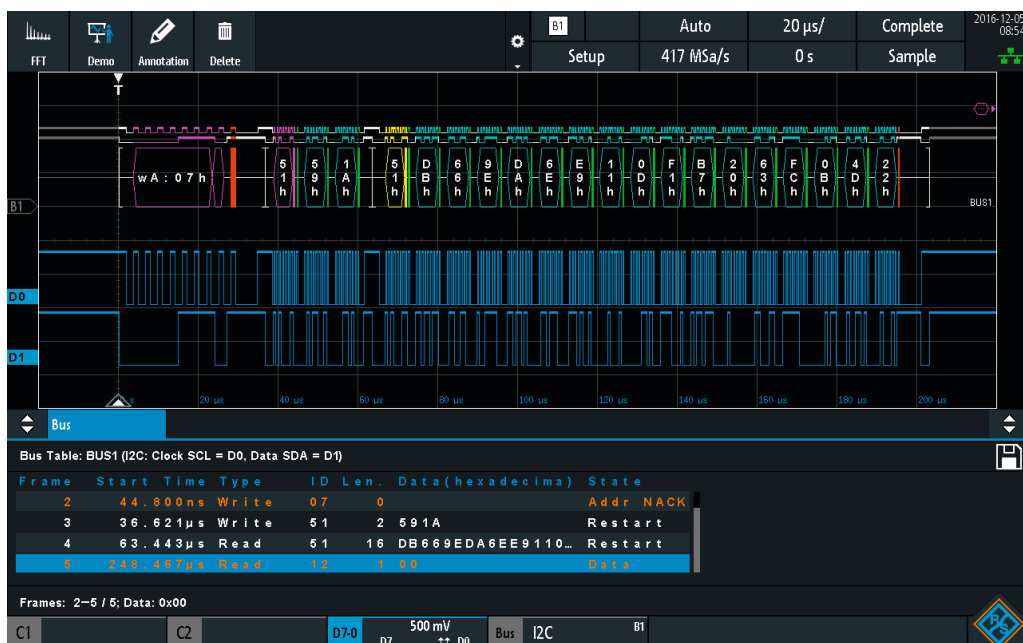 B1 Auto 20 µs/ Complete 2016-12-05
08:54
FFT Demo Annotation Delete Setup 417 MSa/s 0 s Sample
T
wA:07h 51h 59h 1Ah 51h DBh 66h 9Eh DAh 6Eh E9h 11h 0Dh F1h B7h 20h 63h FCh 0Bh 4Dh 22h
B1 BUS1
D0
D1
s 20 µs 40 µs 60 µs 80 µs 100 µs 120 µs 140 µs 160 µs 180 µs 200 µs
Bus
Bus Table: BUS1 (I2C: Clock SCL = D0, Data SDA = D1)
Frame Start Time Type ID Len. Data(hexadecima) State
2 44.800ns Write 07 0 Addr NACK
3 36.621µs Write 51 2 591A Restart
4 63.443µs Read 51 16 DB669EDA6EE9110… Restart
5 248.467µs Read 12 1 00 Data
Frames: 2–5 / 5; Data: 0x00
C1 C2 D7-0 500 mV Bus I2C B1
D7 D0
R&S